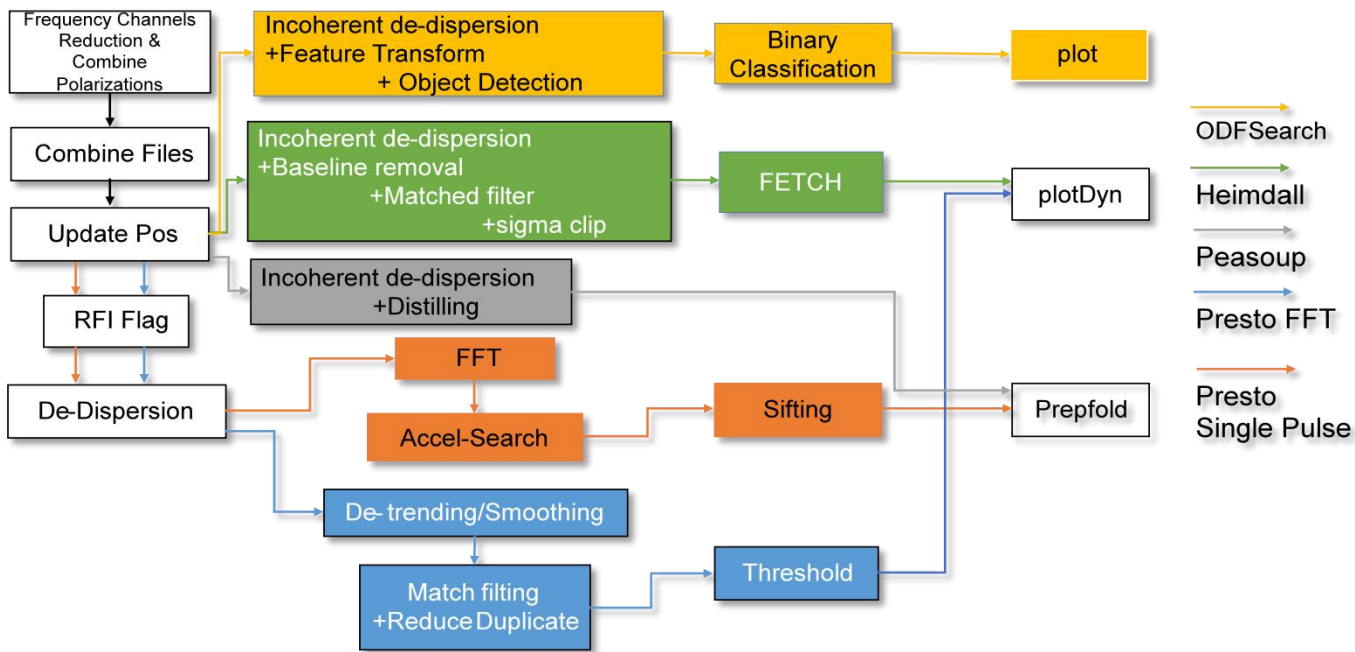 Frequency Channels
Reduction &
Combine
Polarizations
Combine Files
Update Pos
RFI Flag
De-Dispersion
Incoherent de-dispersion
+Feature Transform
+ Object Detection
Binary
Classification
plot
Incoherent de-dispersion
+Baseline removal
+Matched filter
+sigma clip
FETCH
plotDyn
Incoherent de-dispersion
+Distilling
FFT
Accel-Search
Sifting
Prepfold
De-trending/Smoothing
Match filting
+Reduce Duplicate
Threshold
ODFSearch
Heimdall
Peasoup
Presto FFT
Presto
Single Pulse